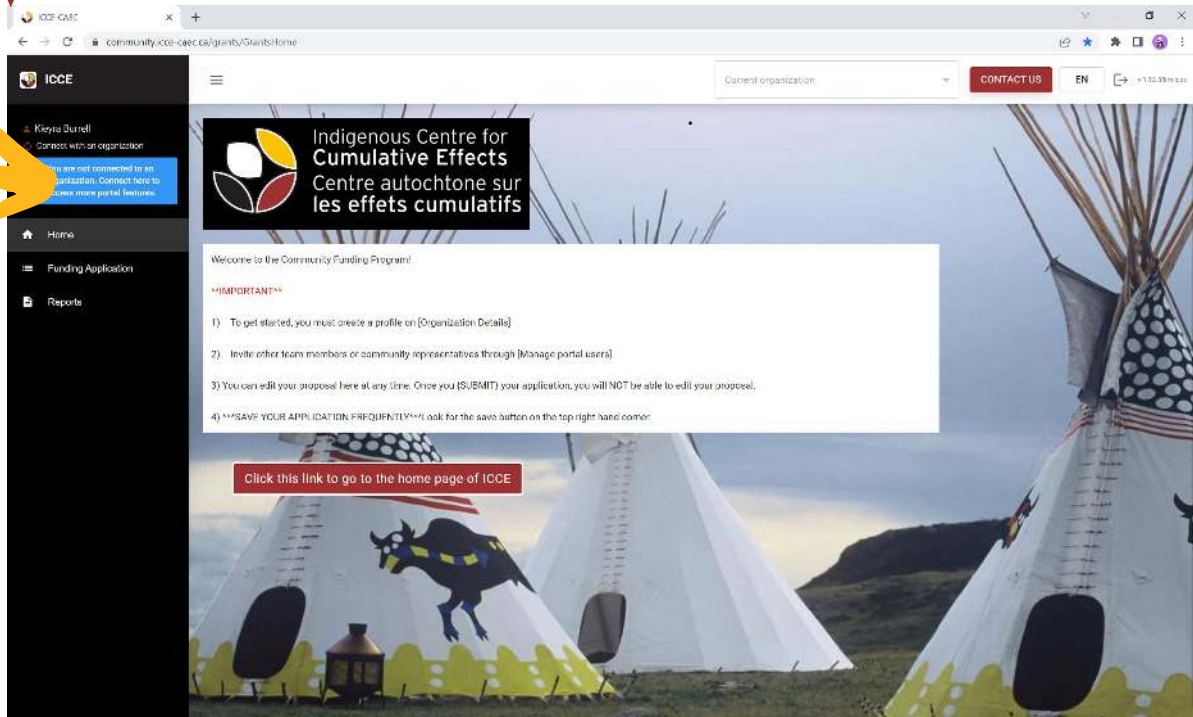 ICCE-CAEC
community.icce-caec.ca/grants/GrantsHome
ICCE
Current organization
CONTACT US
EN
Kieyra Burrell
Connect with an organization
You are not connected to an
organization. Connect here to
access more portal features.
Home
Funding Application
Reports
Indigenous Centre for
Cumulative Effects
Centre autochtone sur
les effets cumulatifs
Welcome to the Community Funding Program!
**IMPORTANT**
1) To get started, you must create a profile on [Organization Details]
2) Invite other team members or community representatives through [Manage portal users]
3) You can edit your proposal here at any time. Once you (SUBMIT) your application, you will NOT be able to edit your proposal.
4) ***SAVE YOUR APPLICATION FREQUENTLY***Look for the save button on the top right hand corner.
Click this link to go to the home page of ICCE